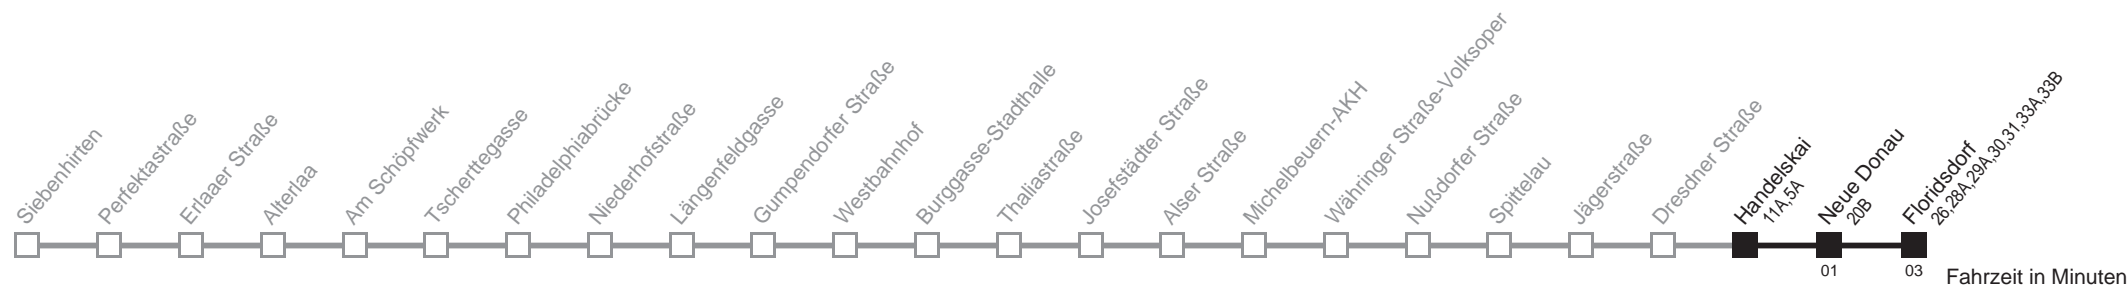 Siebenhirten
Perfektastraße
Erlaaer Straße
Alterlaa
Am Schöpfwerk
Tscherttegasse
Philadelphiabrücke
Niederhofstraße
Längenfeldgasse
Gumpendorfer Straße
Westbahnhof
Burggasse-Stadthalle
Thaliastraße
Josefstädter Straße
Alser Straße
Michelbeuern-AKH
Währinger Straße-Volksoper
Nußdorfer Straße
Spittelau
Jägerstraße
Dresdner Straße
Handelskai
11A,5A
Neue Donau
20B
Floridsdorf
26,28A,29A,30,31,33A,33B
01
03
Fahrzeit in Minuten